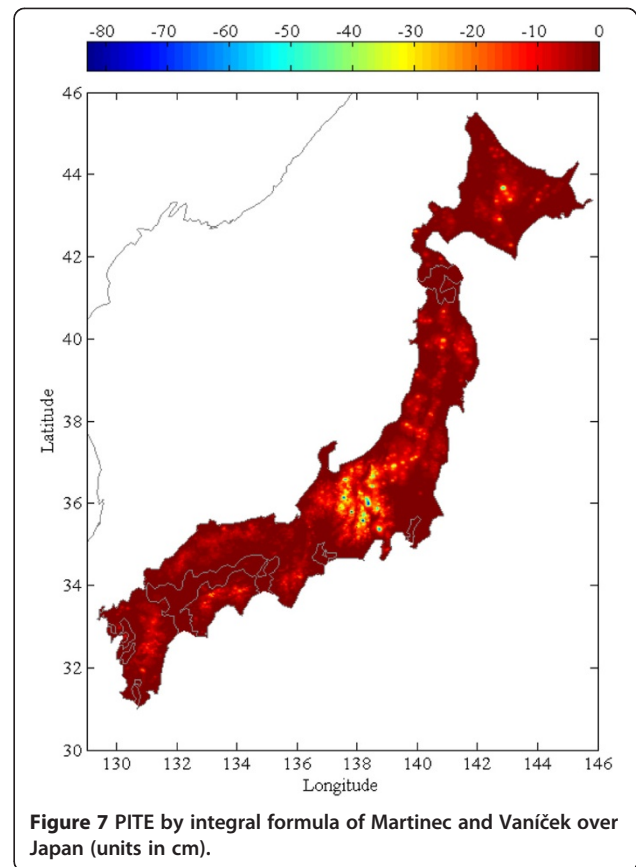 -80 -70 -60 -50 -40 -30 -20 -10 0
46
44
42
40
38
36
34
32
30
Latitude
130 132 134 136 138 140 142 144 146
Longitude
Figure 7 PITE by integral formula of Martinec and Vaníček over
Japan (units in cm).